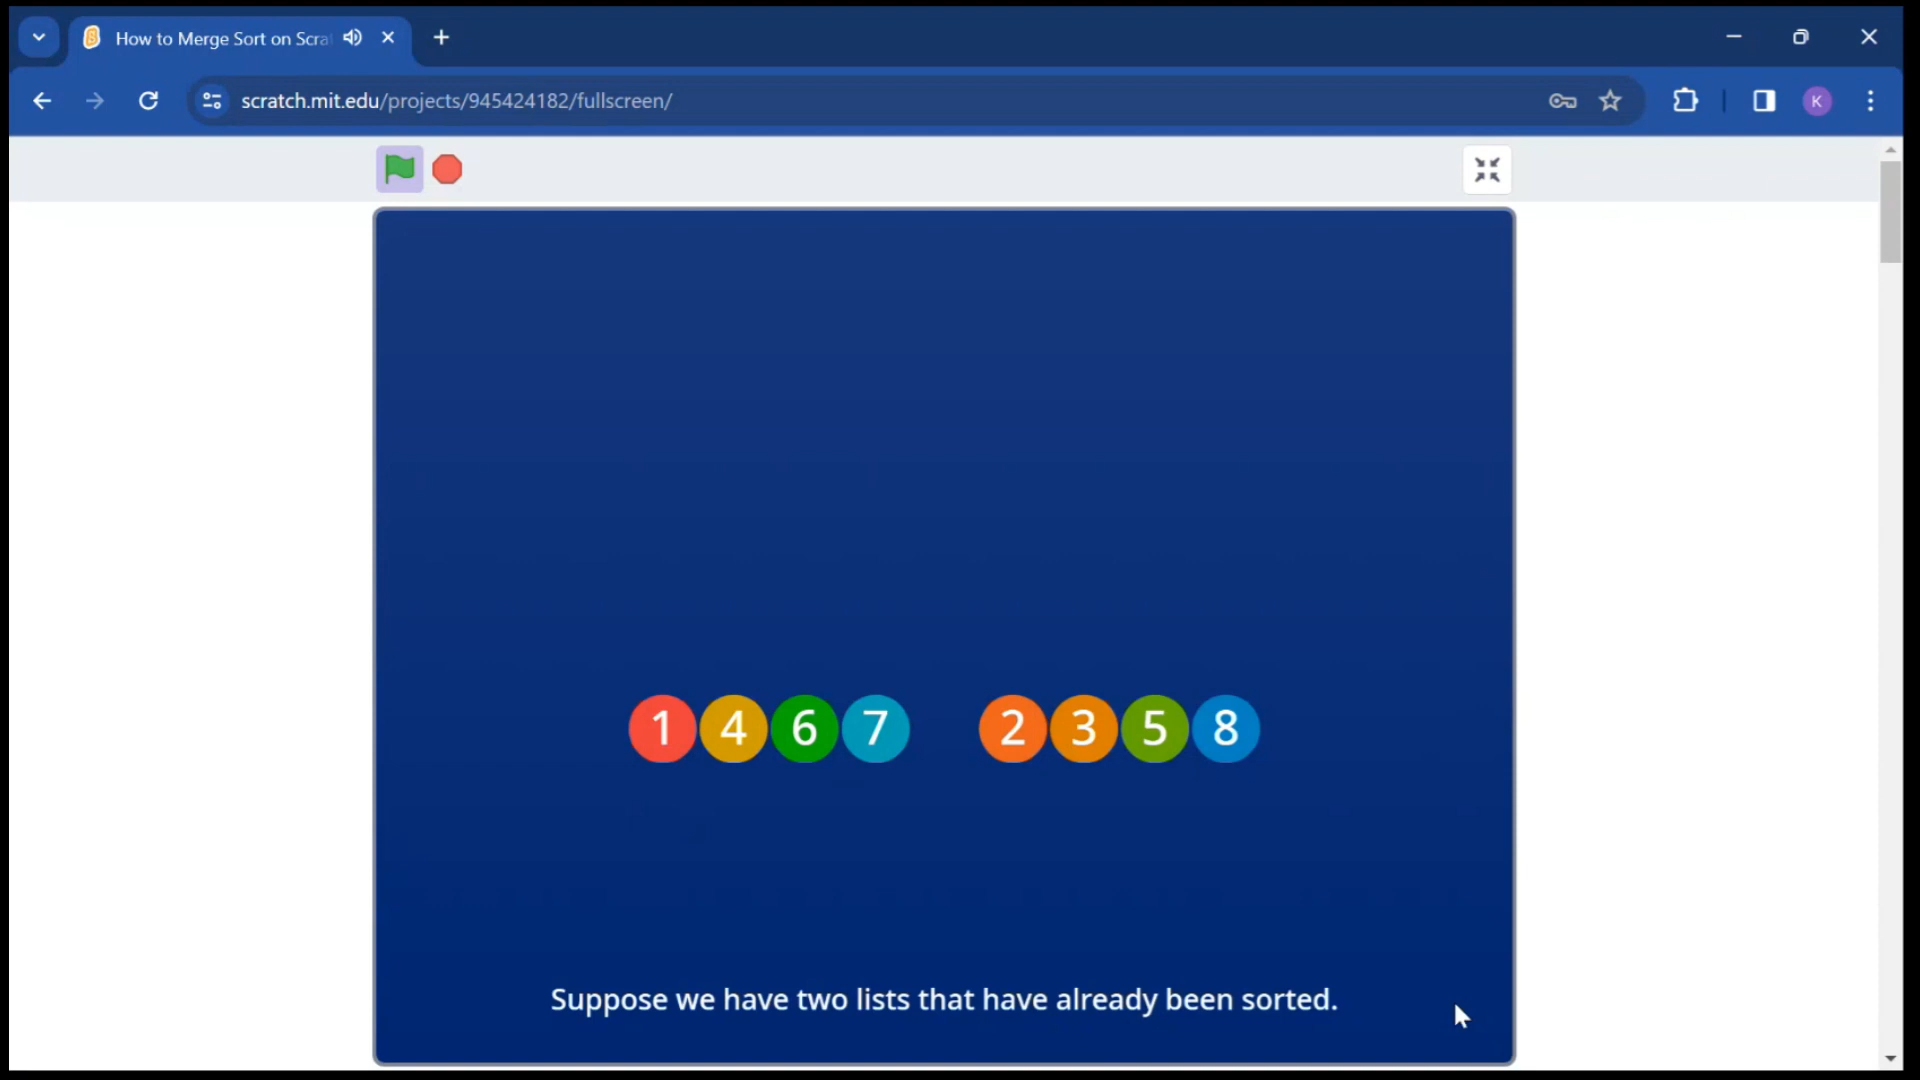 How to Merge Sort on Scra
scratch.mit.edu/projects/945424182/fullscreen/
K
1 4 6 7 2 3 5 8
Suppose we have two lists that have already been sorted.